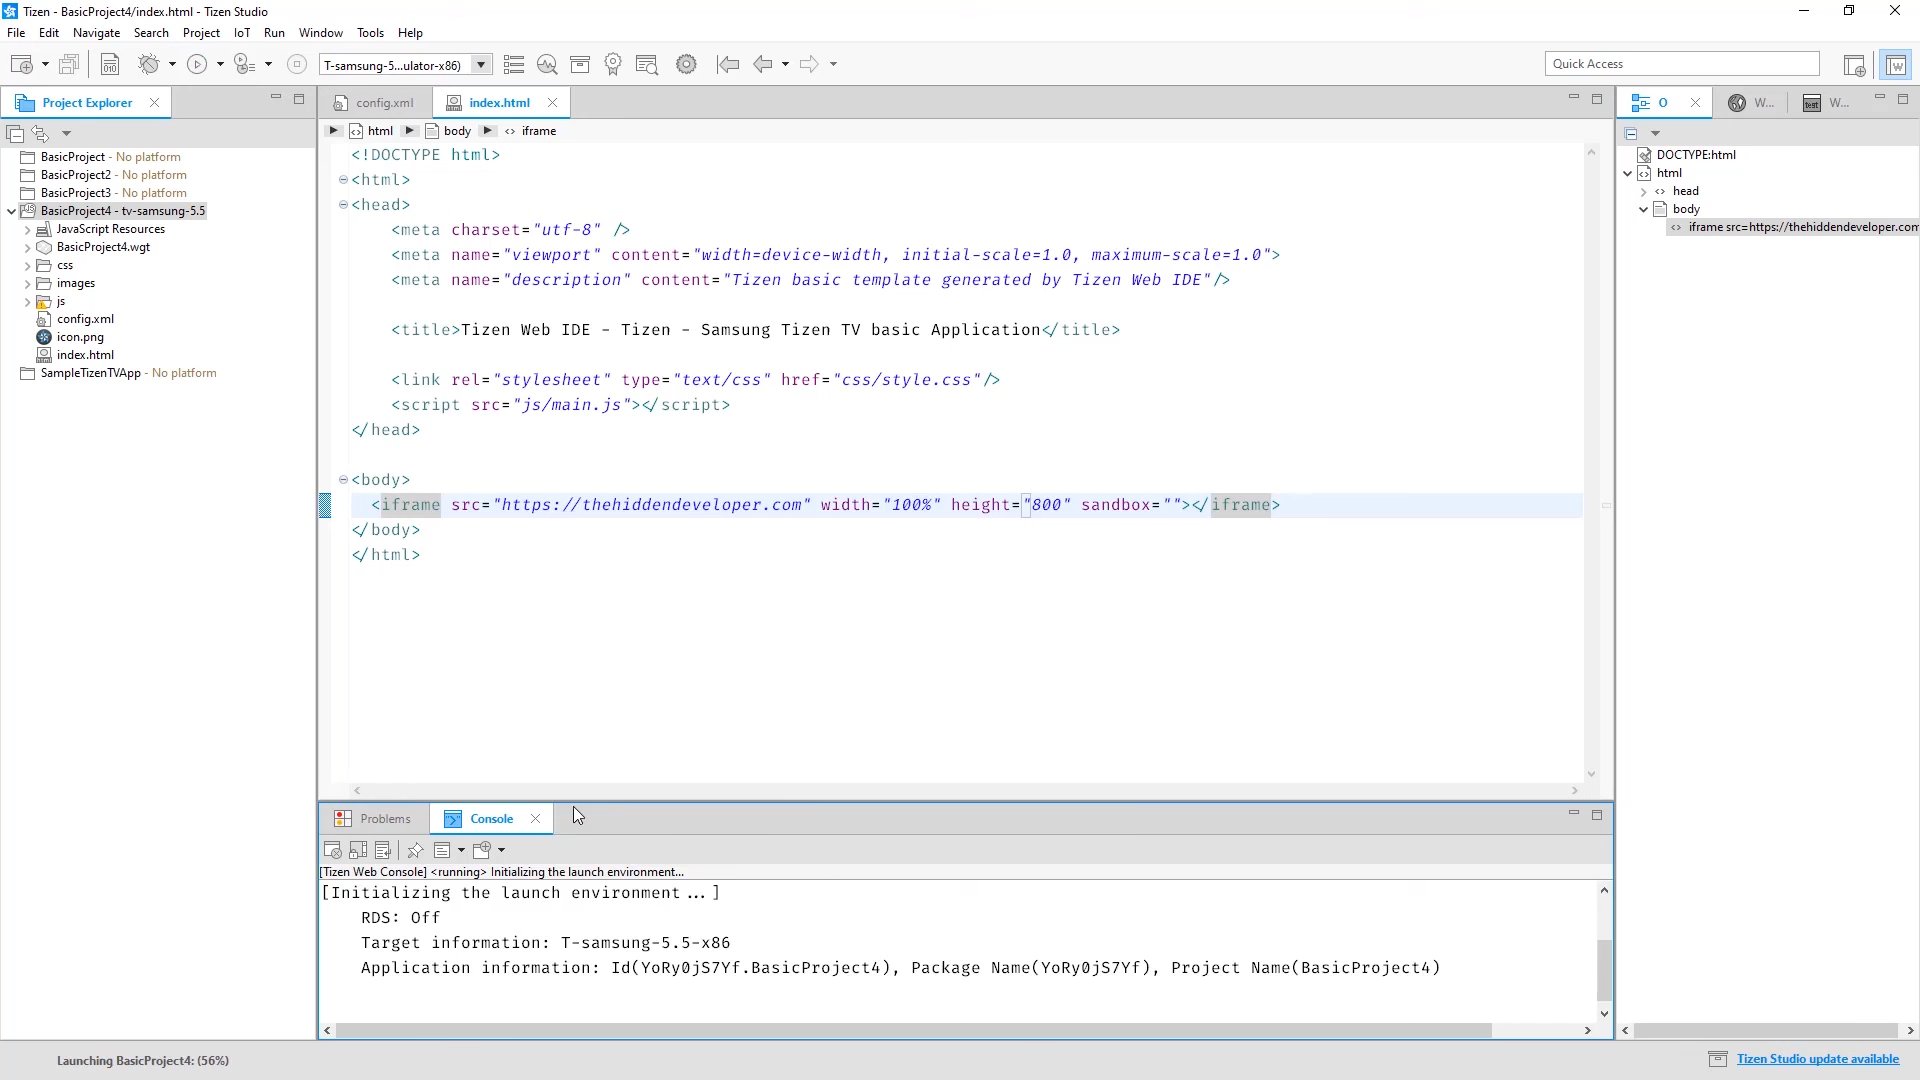 Tizen - BasicProject4/index.html - Tizen Studio
File Edit Navigate Search Project IoT Run Window Tools Help
T-samsung-5...ulator-x86)
Quick Access
Project Explorer
config.xml
index.html
O
W...
W...
html body iframe
BasicProject - No platform
BasicProject2 - No platform
BasicProject3 - No platform
BasicProject4 - tv-samsung-5.5
JavaScript Resources
BasicProject4.wgt
css
images
js
config.xml
icon.png
index.html
SampleTizenTVApp - No platform
<!DOCTYPE html>
<html>
<head>
<meta charset="utf-8" />
<meta name="viewport" content="width=device-width, initial-scale=1.0, maximum-scale=1.0">
<meta name="description" content="Tizen basic template generated by Tizen Web IDE"/>
<title>Tizen Web IDE - Tizen - Samsung Tizen TV basic Application</title>
<link rel="stylesheet" type="text/css" href="css/style.css"/>
<script src="js/main.js"></script>
</head>
<body>
<iframe src="https://thehiddendeveloper.com" width="100%" height="800" sandbox=""></iframe>
</body>
</html>
DOCTYPE:html
html
head
body
iframe src=https://thehiddendeveloper.com
Problems
Console
[Tizen Web Console] <running> Initializing the launch environment...
[Initializing the launch environment...]
RDS: Off
Target information: T-samsung-5.5-x86
Application information: Id(YoRy0jS7Yf.BasicProject4), Package Name(YoRy0jS7Yf), Project Name(BasicProject4)
Launching BasicProject4: (56%)
Tizen Studio update available